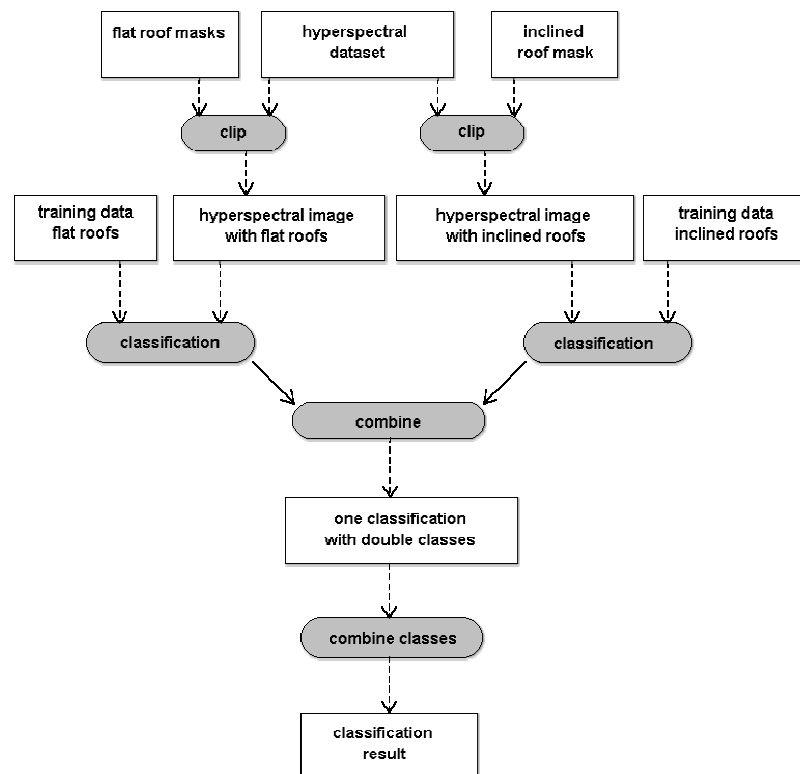 flat roof masks
hyperspectral
dataset
inclined
roof mask
clip
clip
training data
flat roofs
hyperspectral image
with flat roofs
hyperspectral image
with inclined roofs
training data
inclined roofs
classification
classification
combine
one classification
with double classes
combine classes
classification
result